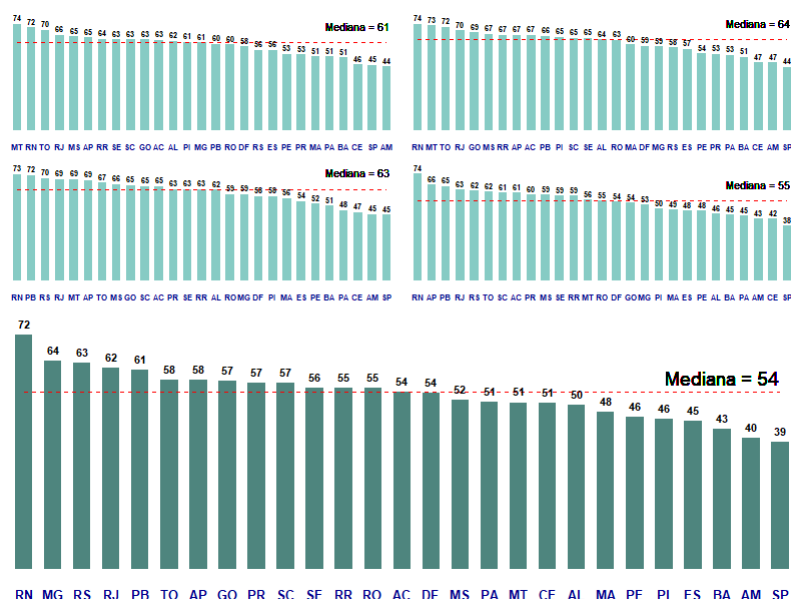 74 72 70 66 65 65 64 63 63 63 63 62 61 61 60 60 58 56 56 53 53 51 51 51 46 45 44
Mediana = 61
MT RN TO RJ MS AP RR SE SC GO AC AL PI MG PB RO DF RS ES PE PR MA PA BA CE SP AM
74 73 72 70 69 67 67 67 67 66 65 65 65 64 63 60 59 59 58 57 54 53 53 51 47 47 44
Mediana = 64
RN MT TO RJ GO MS RR AP AC PB PI SC SE AL RO MA DF MG RS ES PE PR PA BA CE AM SP
73 72 70 69 69 69 67 66 65 65 65 63 63 63 62 59 59 58 59 56 54 52 51 48 47 45 45
Mediana = 63
RN PB RS RJ MT AP TO MS GO SC AC PR SE RR AL RO MG DF PI MA ES PE BA PA CE AM SP
74 66 65 63 62 62 61 61 60 59 59 59 56 55 54 54 53 50 45 48 48 46 45 45 43 42 38
Mediana = 55
RN AP PB RJ RS TO SC AC PR MS SE RR MT RO DF GO MG PI MA ES PE AL BA PA AM CE SP
72 64 63 62 61 58 58 57 57 57 56 55 55 54 54 52 51 51 51 50 48 46 46 45 43 40 39
Mediana = 54
RN MG RS RJ PB TO AP GO PR SC SE RR RO AC DF MS PA MT CE AL MA PE PI ES BA AM SP